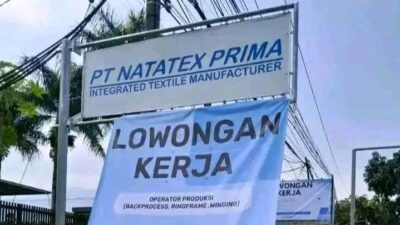 PT NATATEX PRIMA
INTEGRATED TEXTILE MANUFACTURER
LOWONGAN
KERJA
OPERATOR PRODUKSI
(BACKPROCESS, RINGFRAME ,WINDING)
LOWONGAN
KERJA